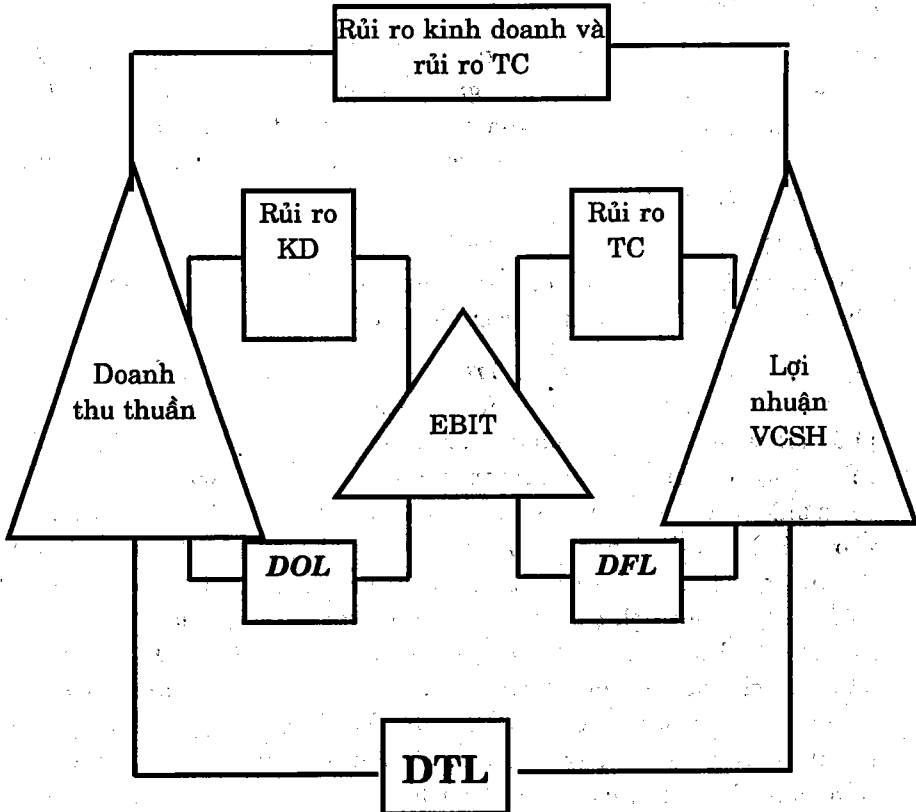 Rủi ro kinh doanh và
rủi ro TC
Rủi ro
KD
Rủi ro
TC
Doanh
thu thuần
EBIT
Lợi
nhuận
VCSH
DOL
DFL
DTL